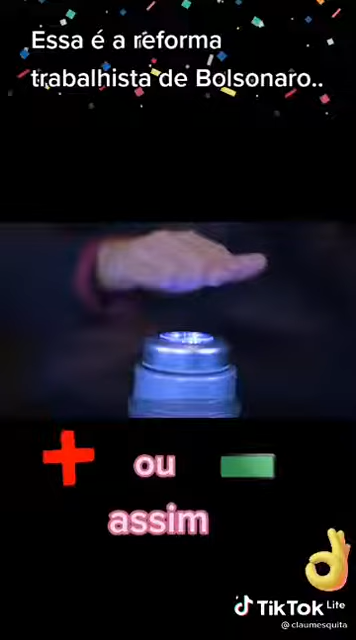 Essa é a reforma
trabalhista de Bolsonaro..
ou
assim
TikTok Lite
@claumesquita